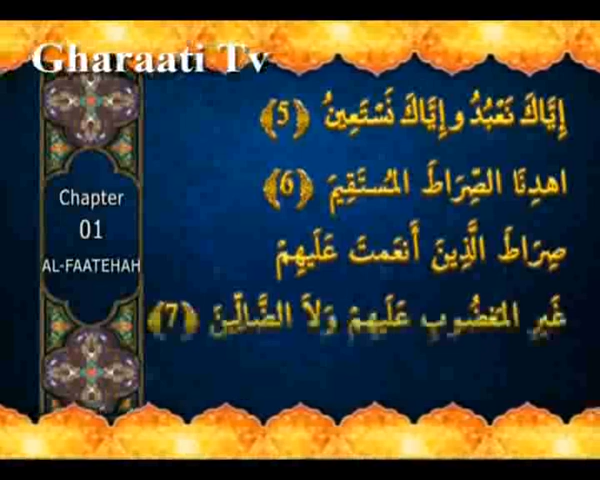 Gharaati Tv
Chapter
01
AL-FAATEHAH
إِيَّاكَ نَعْبُدُ وإِيَّاكَ نَسْتَعِينُ ﴿5﴾
اهدِنَا الصِّرَاطَ المُستَقِيمَ ﴿6﴾
صِرَاطَ الَّذِينَ أَنعَمتَ عَلَيهِمْ
غَيرِ المَغضُوبِ عَلَيهِمْ وَلاَ الضَّالِّينَ ﴿7﴾